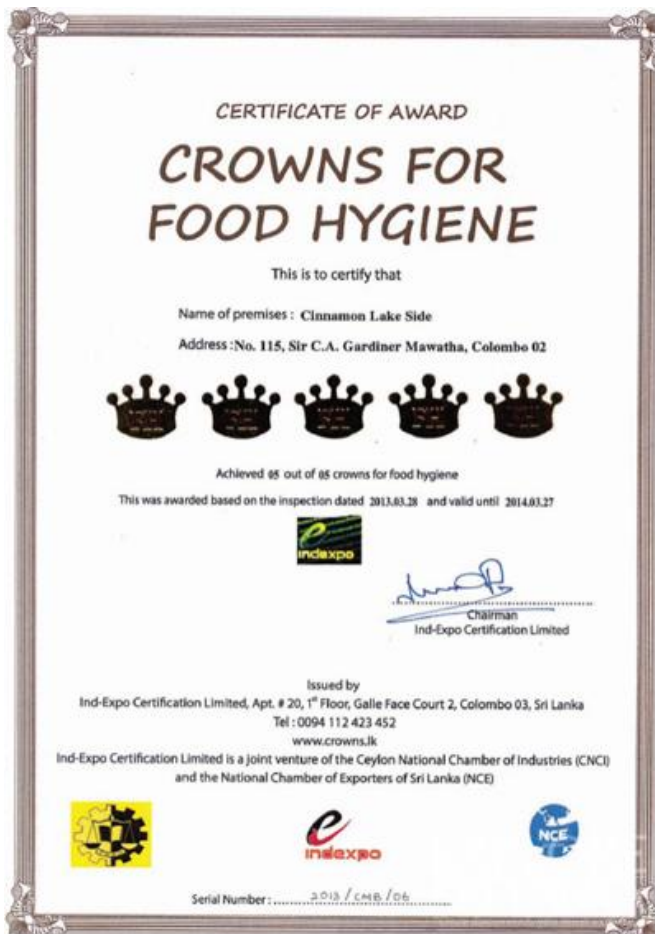 CERTIFICATE OF AWARD
CROWNS FOR
FOOD HYGIENE
This is to certify that
Name of premises : Cinnamon Lake Side
Address : No. 115, Sir C.A. Gardiner Mawatha, Colombo 02
Achieved 05 out of 05 crowns for food hygiene
This was awarded based on the inspection dated 2013.03.28 and valid until 2014.03.27
e
indexpo
Chairman
Ind-Expo Certification Limited
Issued by
Ind-Expo Certification Limited, Apt. # 20, 1st Floor, Galle Face Court 2, Colombo 03, Sri Lanka
Tel : 0094 112 423 452
www.crowns.lk
Ind-Expo Certification Limited is a joint venture of the Ceylon National Chamber of Industries (CNCI)
and the National Chamber of Exporters of Sri Lanka (NCE)
e
indexpo
NCE
Serial Number : 2013/CMB/06